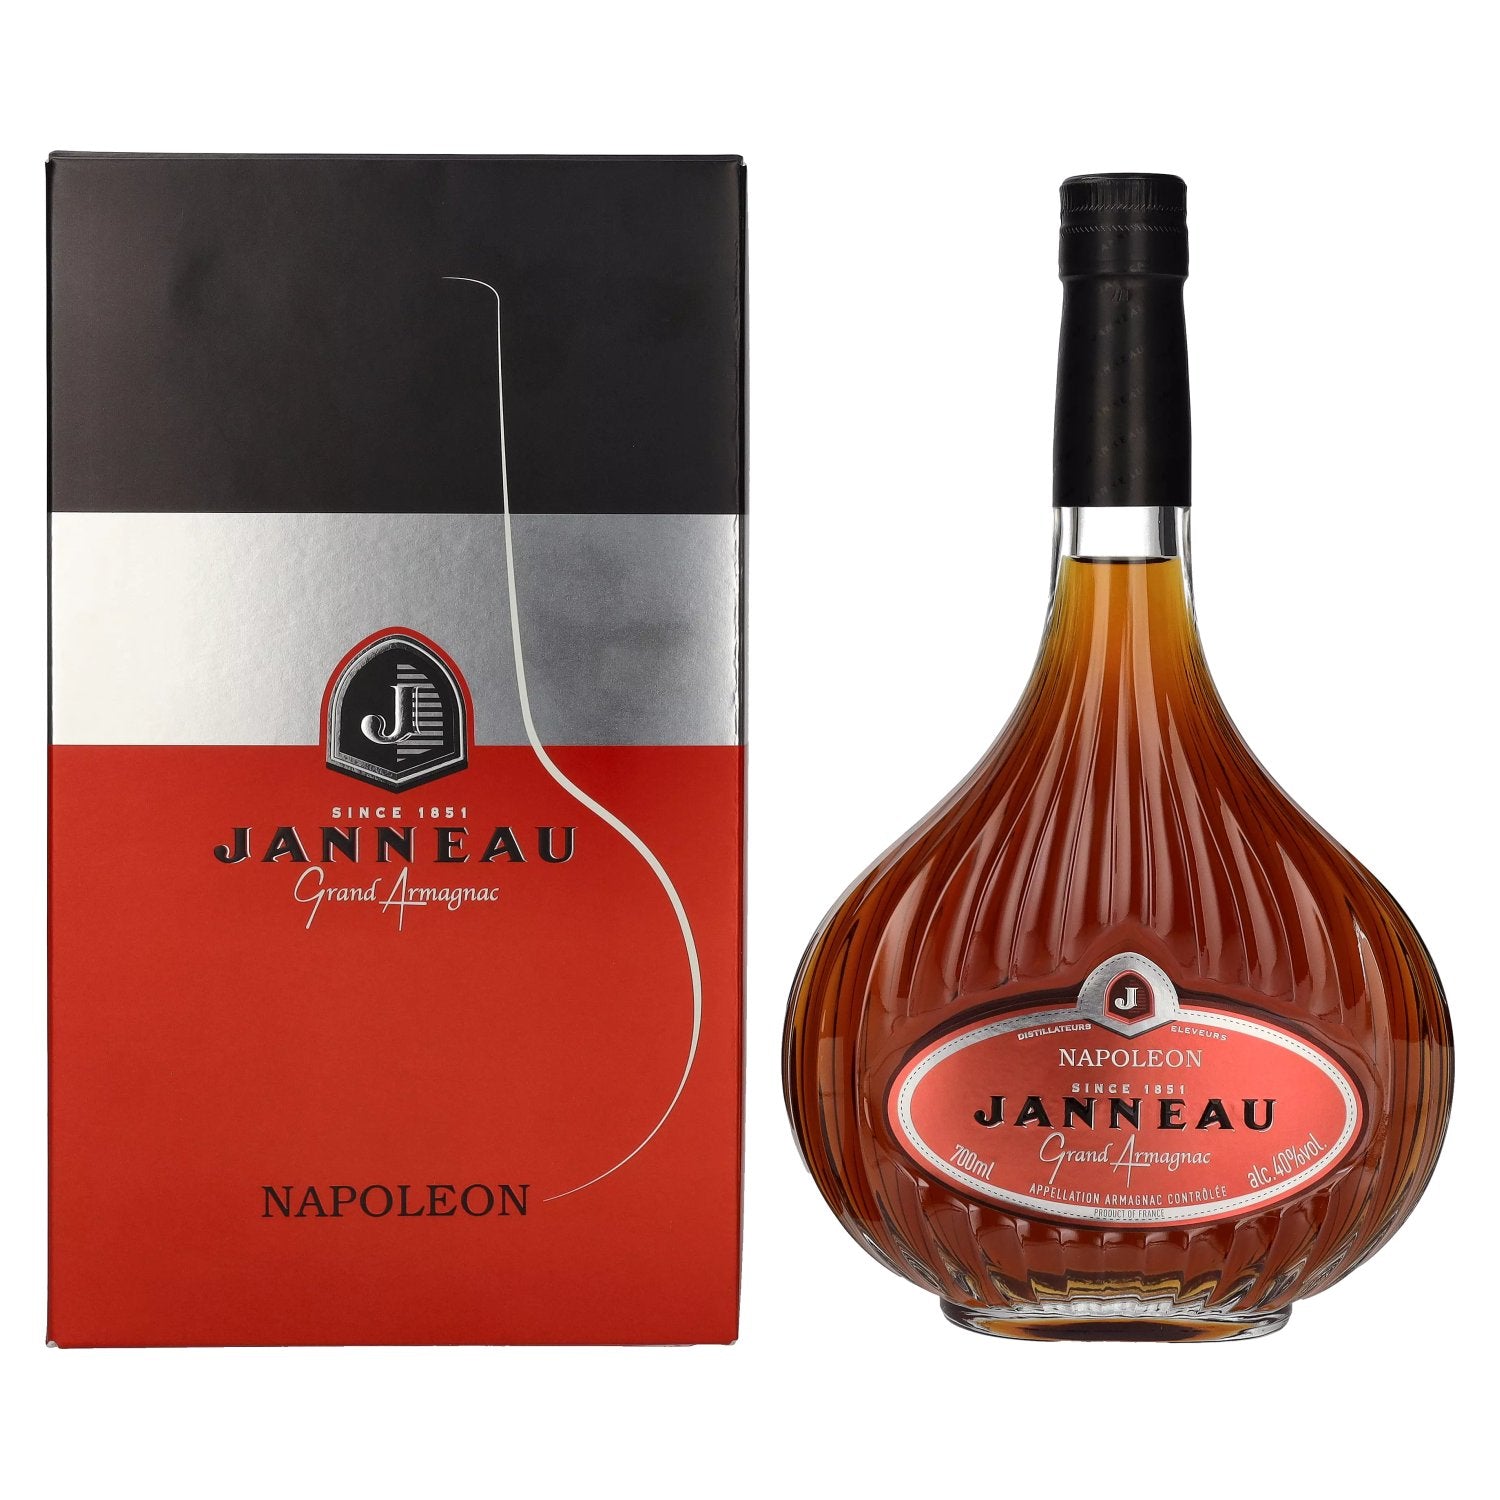 J
SINCE 1851
JANNEAU
Grand Armagnac
NAPOLEON
J
DISTILLATEURS ELEVEURS
NAPOLEON
SINCE 1851
JANNEAU
Grand Armagnac
700ml
alc.40%vol.
APPELLATION ARMAGNAC CONTRÔLÉE
PRODUCT OF FRANCE